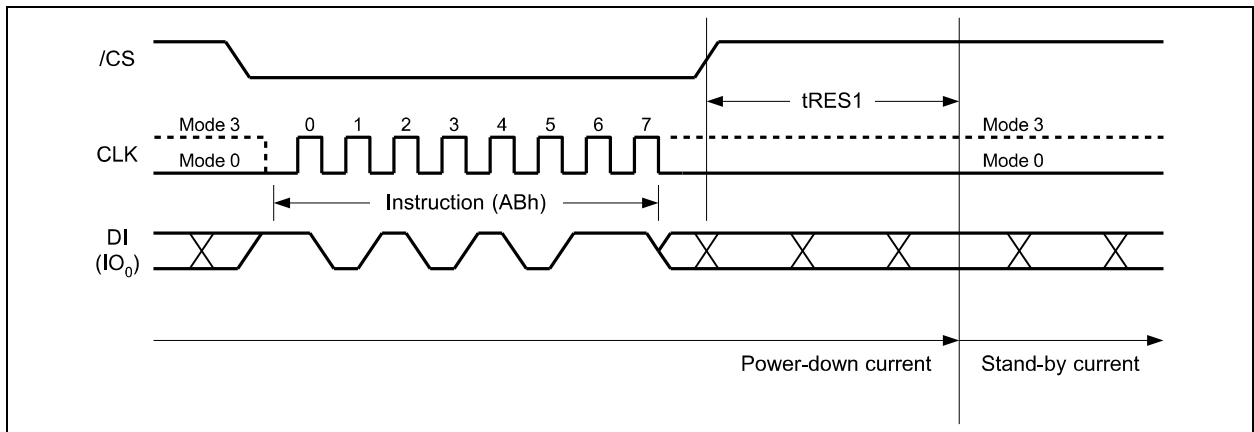 /CS
tRES1
Mode 3
0 1 2 3 4 5 6 7
Mode 3
CLK
Mode 0
Mode 0
Instruction (ABh)
DI
(IO₀)
Power-down current
Stand-by current